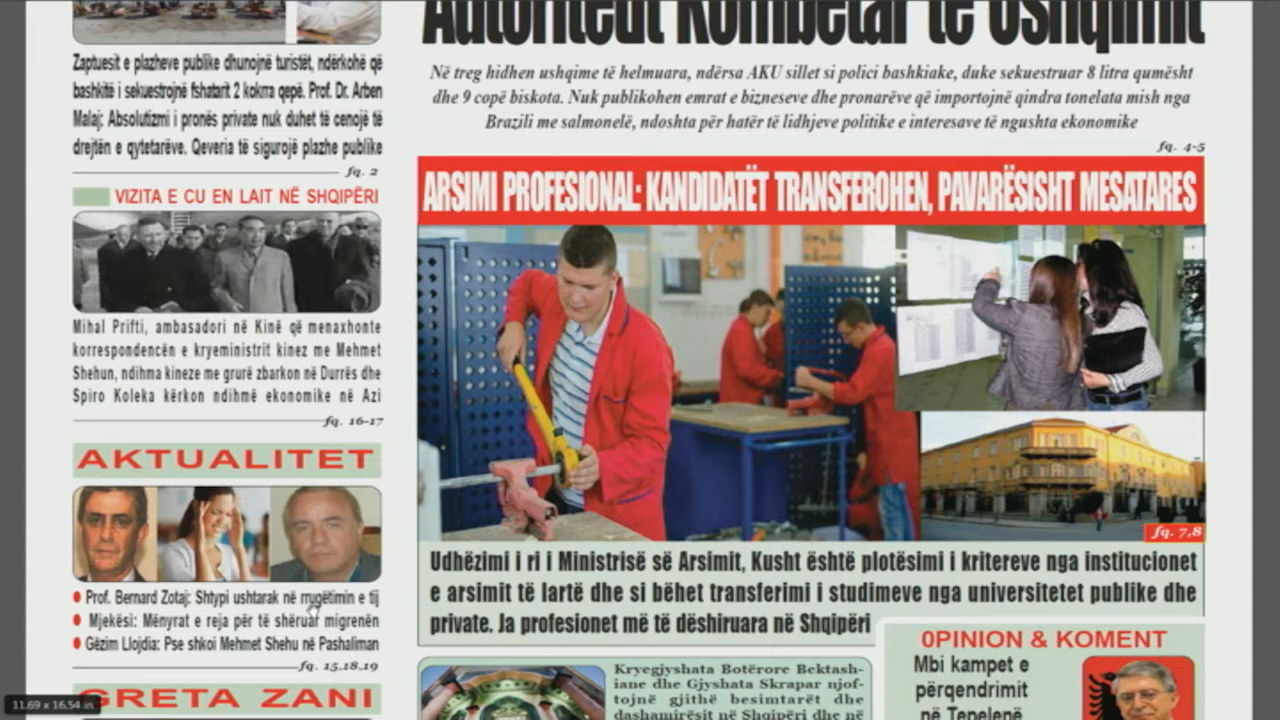 Autoriteti Kombëtar të Ushqimit
Në treg hidhen ushqime të helmuara, ndërsa AKU sillet si polici bashkiake, duke sekuestruar 8 litra qumësht
dhe 9 copë biskota. Nuk publikohen emrat e bizneseve dhe pronarëve që importojnë qindra tonelata mish nga
Brazili me salmonelë, ndoshta për hatër të lidhjeve politike e interesave të ngushta ekonomike
fq. 4-5
Zaptuesit e plazheve publike dhunojnë turistët, ndërkohë që
bashkitë i sekuestrojnë fshatarit 2 kokrra qepë. Prof. Dr. Arben
Malaj: Absolutizmi i pronës private nuk duhet të cenojë të
drejtën e qytetarëve. Qeveria të sigurojë plazhe publike
fq. 2
VIZITA E CU EN LAIT NË SHQIPËRI
Mihal Prifti, ambasadori në Kinë që menaxhonte
korrespondencën e kryeministrit kinez me Mehmet
Shehun, ndihma kineze me grurë zbarkon në Durrës dhe
Spiro Koleka kërkon ndihmë ekonomike në Azi
fq. 16-17
AKTUALITET
Prof. Bernard Zotaj: Shtypi ushtarak në rrugëtimin e tij
Mjekësi: Mënyrat e reja për të shëruar migrenën
Gëzim Llojdia: Pse shkoi Mehmet Shehu në Pashaliman
fq. 15,18,19
GRETA ZANI
11.69 x 16.54 in
ARSIMI PROFESIONAL: KANDIDATËT TRANSFEROHEN, PAVARËSISHT MESATARES
fq. 7,8
Udhëzimi i ri i Ministrisë së Arsimit, Kusht është plotësimi i kritereve nga institucionet
e arsimit të lartë dhe si bëhet transferimi i studimeve nga universitetet publike dhe
private. Ja profesionet më të dëshiruara në Shqipëri
Kryegjyshata Botërore Bektash-
iane dhe Gjyshata Skrapar njof-
tojnë gjithë besimtarët dhe
dashamirësit në Shqipëri dhe në
OPINION & KOMENT
Mbi kampet e
përqendrimit
në Tepelenë